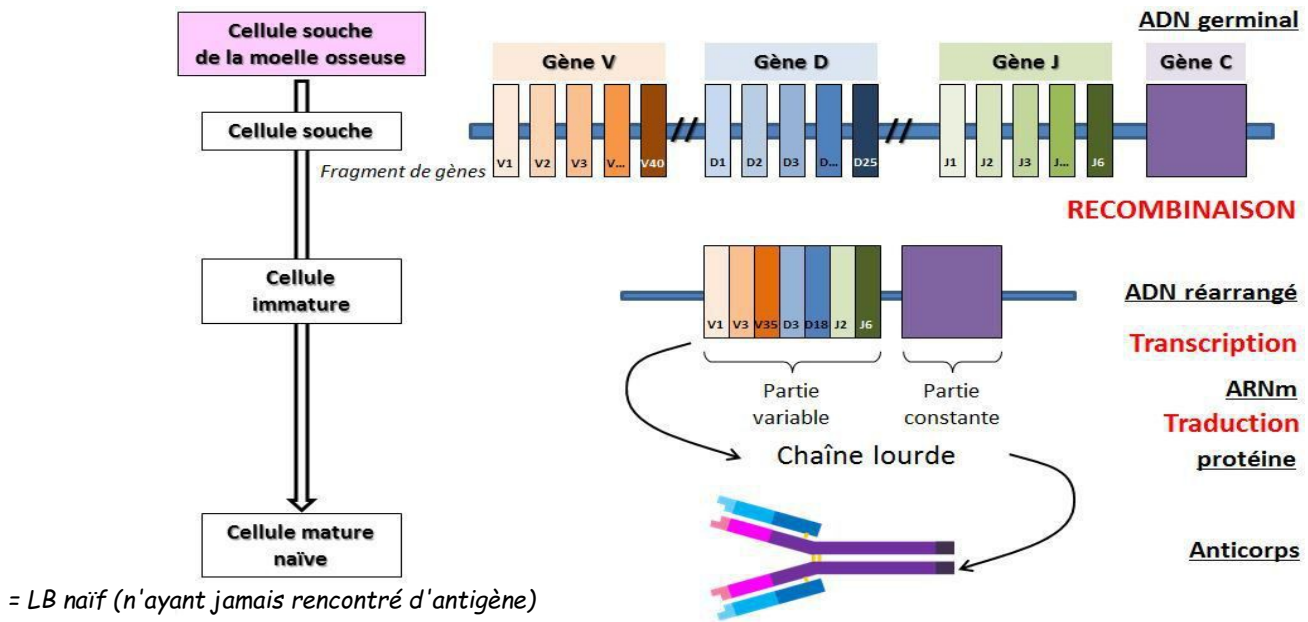 Cellule souche
de la moelle osseuse
ADN germinal
Gène V
Gène D
Gène J
Gène C
Cellule souche
Fragment de gènes
V1 V2 V3 V... V40 // D1 D2 D3 D... D25 // J1 J2 J3 J... J6
RECOMBINAISON
Cellule
immature
V1 V3 V35 D3 D18 J2 J6
ADN réarrangé
Transcription
Partie
variable
Partie
constante
ARNm
Traduction
Chaîne lourde
protéine
Cellule mature
naïve
Anticorps
= LB naïf (n'ayant jamais rencontré d'antigène)